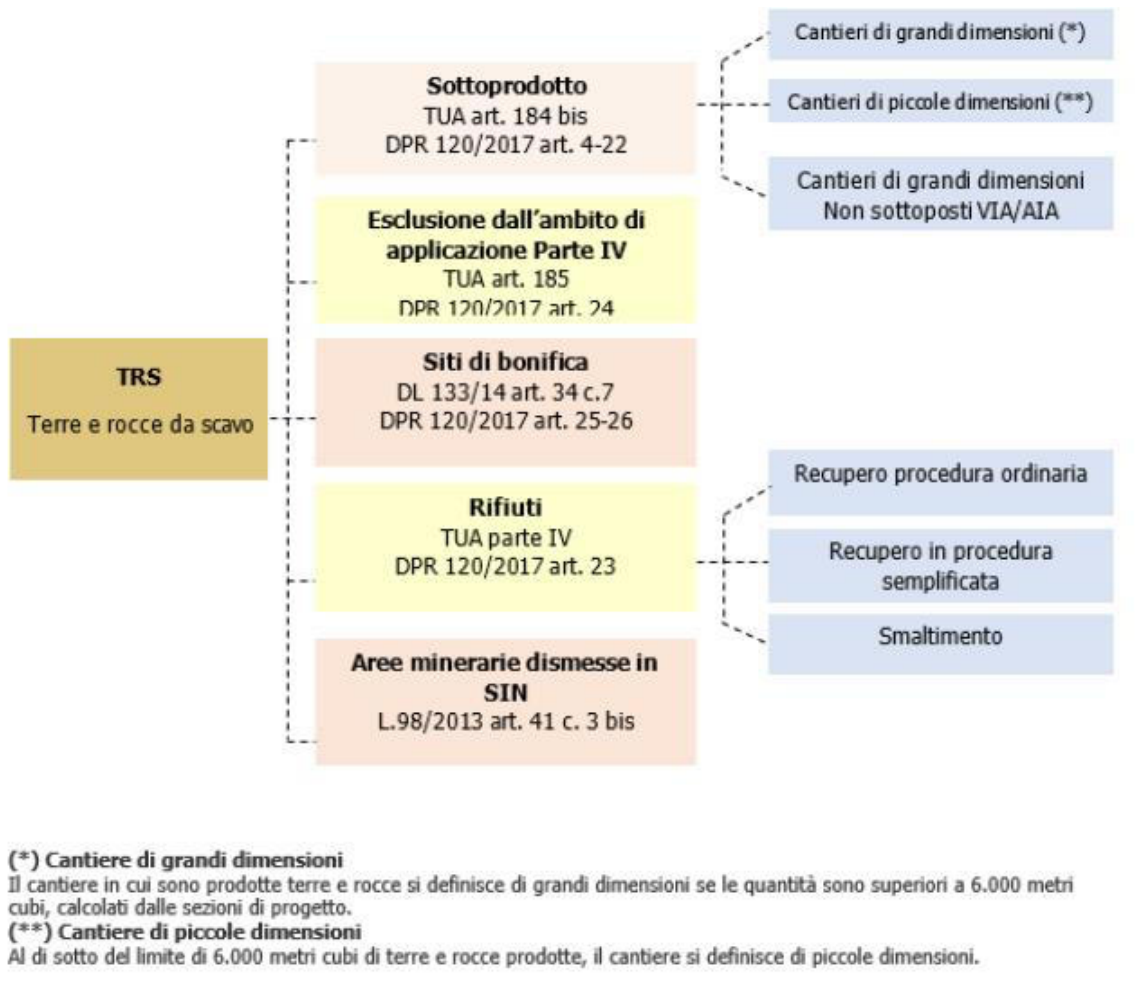 TRS
Terre e rocce da scavo
Sottoprodotto
TUA art. 184 bis
DPR 120/2017 art. 4-22
Cantieri di grandi dimensioni (*)
Cantieri di piccole dimensioni (**)
Cantieri di grandi dimensioni
Non sottoposti VIA/AIA
Esclusione dall'ambito di
applicazione Parte IV
TUA art. 185
DPR 120/2017 art. 24
Siti di bonifica
DL 133/14 art. 34 c.7
DPR 120/2017 art. 25-26
Rifiuti
TUA parte IV
DPR 120/2017 art. 23
Recupero procedura ordinaria
Recupero in procedura
semplificata
Smaltimento
Aree minerarie dismesse in
SIN
L.98/2013 art. 41 c. 3 bis
(*) Cantiere di grandi dimensioni
Il cantiere in cui sono prodotte terre e rocce si definisce di grandi dimensioni se le quantità sono superiori a 6.000 metri
cubi, calcolati dalle sezioni di progetto.
(**) Cantiere di piccole dimensioni
Al di sotto del limite di 6.000 metri cubi di terre e rocce prodotte, il cantiere si definisce di piccole dimensioni.